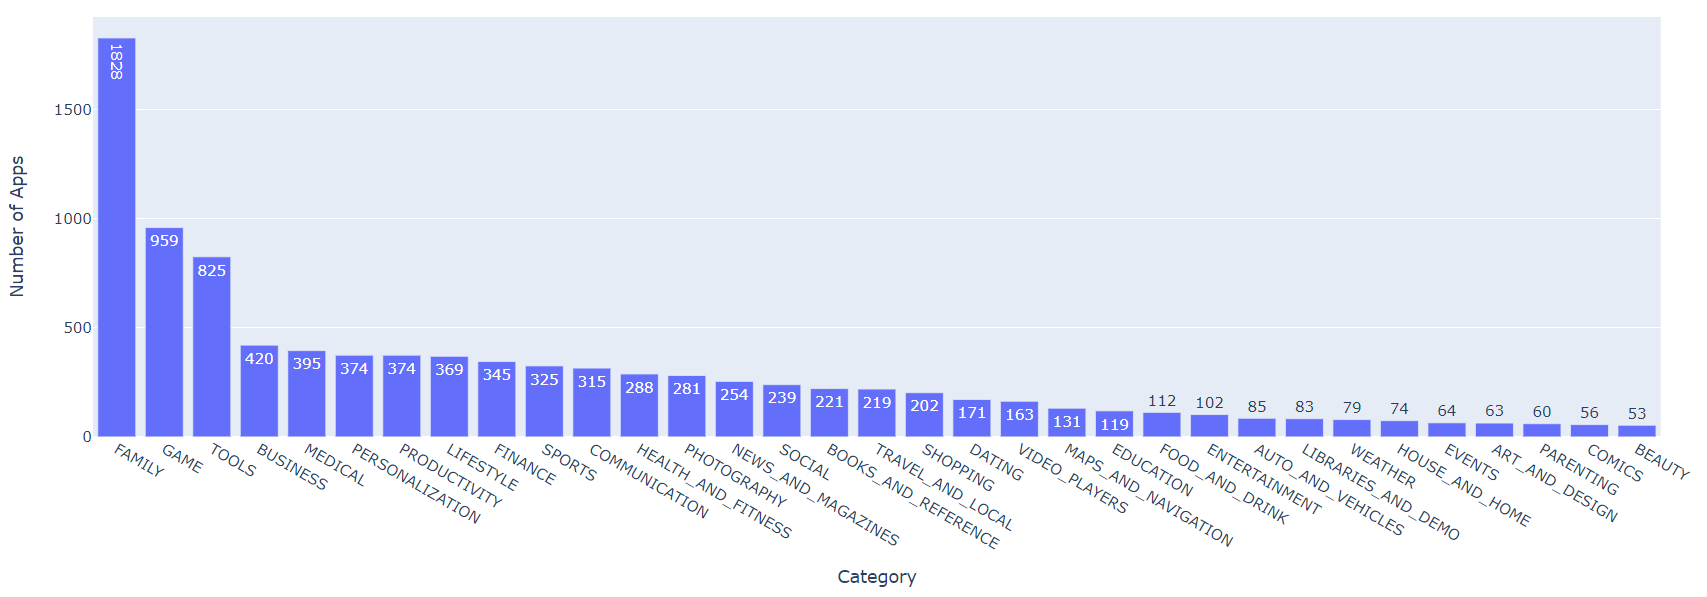 Number of Apps
1500
1000
500
0
1828
959
825
420
395
374
374
369
345
325
315
288
281
254
239
221
219
202
171
163
131
119
112
102
85
83
79
74
64
63
60
56
53
FAMILY
GAME
TOOLS
BUSINESS
MEDICAL
PERSONALIZATION
PRODUCTIVITY
LIFESTYLE
FINANCE
SPORTS
COMMUNICATION
HEALTH_AND_FITNESS
PHOTOGRAPHY
NEWS_AND_MAGAZINES
SOCIAL
BOOKS_AND_REFERENCE
TRAVEL_AND_LOCAL
SHOPPING
DATING
VIDEO_PLAYERS
MAPS_AND_NAVIGATION
EDUCATION
FOOD_AND_DRINK
ENTERTAINMENT
AUTO_AND_VEHICLES
LIBRARIES_AND_DEMO
WEATHER
HOUSE_AND_HOME
EVENTS
ART_AND_DESIGN
PARENTING
COMICS
BEAUTY
Category